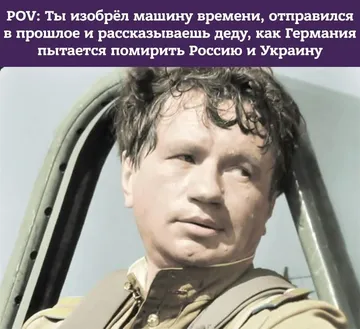 POV: Ты изобрёл машину времени, отправился
в прошлое и рассказываешь деду, как Германия
пытается помирить Россию и Украину